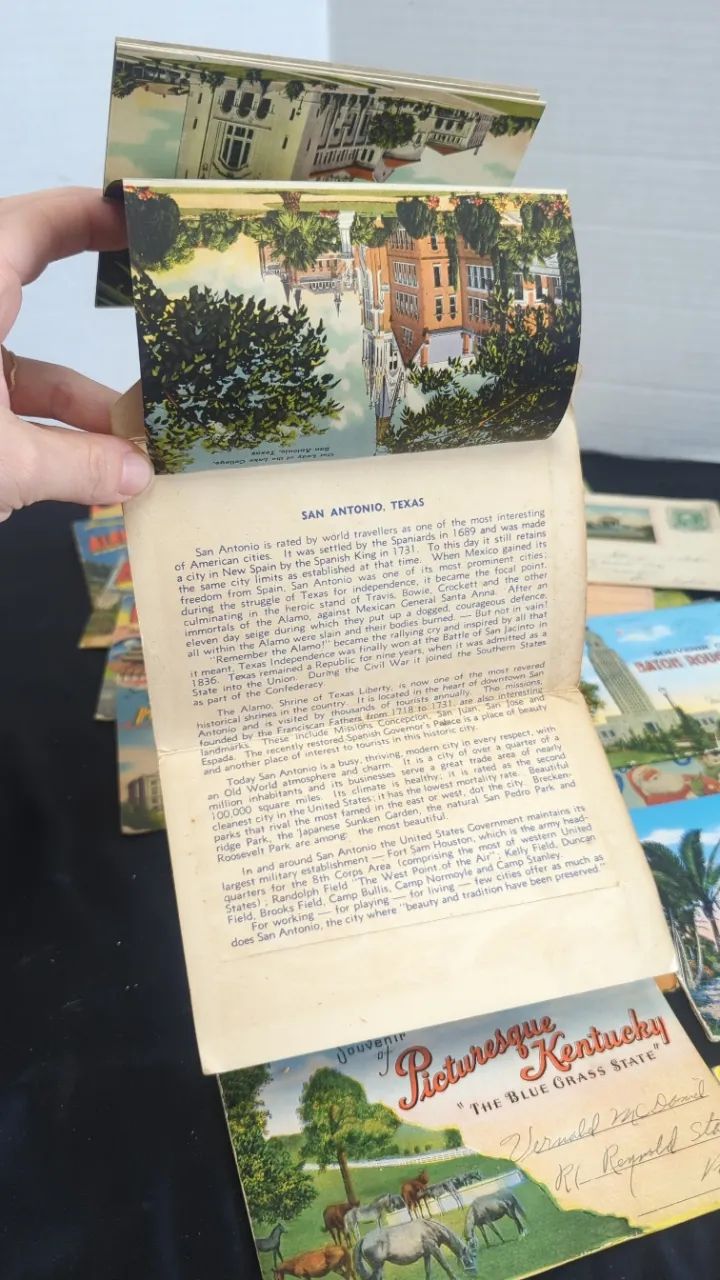 Our Lady of the Lake College,
San Antonio, Texas
SAN ANTONIO, TEXAS
San Antonio is rated by world travellers as one of the most interesting
of American cities. It was settled by the Spaniards in 1689 and was made
a city in New Spain by the Spanish King in 1731. To this day it still retains
the same city limits as established at that time. When Mexico gained its
freedom from Spain, San Antonio was one of its most prominent cities;
during the struggle of Texas for independence, it became the focal point,
culminating in the heroic stand of Travis, Bowie, Crockett and the other
immortals of the Alamo, against Mexican General Santa Anna. After an
eleven day seige during which they put up a dogged, courageous defence,
all within the Alamo were slain and their bodies burned. — But not in vain!
"Remember the Alamo!" became the rallying cry and inspired by all that
it meant, Texas Independence was finally won at the Battle of San Jacinto in
1836. Texas remained a Republic for nine years, when it was admitted as a
State into the Union. During the Civil War it joined the Southern States
as part of the Confederacy.
The Alamo, Shrine of Texas Liberty, is now one of the most revered
historical shrines in the country. It is located in the heart of downtown San
Antonio and is visited by thousands of tourists annually. The missions,
founded by the Franciscan Fathers from 1718 to 1731, are also interesting
landmarks. These include Missions Concepcion, San Juan, San Jose and
Espada. The recently restored Spanish Governor's Palace is a place of beauty
and another place of interest to tourists in this historic city.
Today San Antonio is a busy, thriving, modern city in every respect, with
an Old World atmosphere and charm. It is a city of over a quarter of a
million inhabitants and its businesses serve a great trade area of nearly
100,000 square miles. Its climate is healthy; it is rated as the second
cleanest city in the United States; it has the lowest mortality rate. Beautiful
parks that rival the most famed in the east or west, dot the city. Brecken-
ridge Park, the Japanese Sunken Garden, the natural San Pedro Park and
Roosevelt Park are among the most beautiful.
In and around San Antonio the United States Government maintains its
largest military establishment — Fort Sam Houston, which is the army head-
quarters for the 8th Corps Area (comprising the most of western United
States); Randolph Field "The West Point of the Air", Kelly Field, Duncan
Field, Brooks Field, Camp Bullis, Camp Normoyle and Camp Stanley.
For working — for playing — for living — few cities offer as much as
does San Antonio, the city where "beauty and tradition have been preserved."
SOUVENIR
BATON ROUG
Souvenir
of
Picturesque
Kentucky
"THE BLUE GRASS STATE"
Vernald McDanil
R1 Reynold Sta